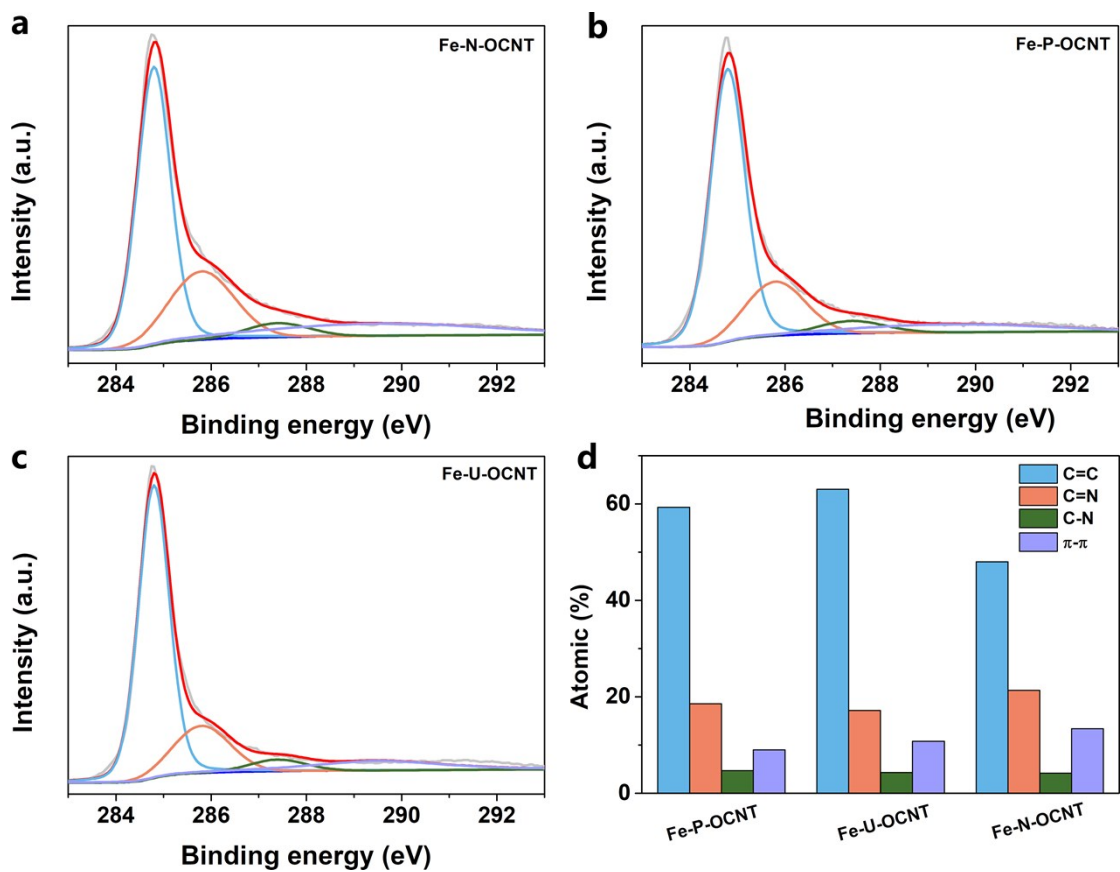 a
Fe-N-OCNT
Intensity (a.u.)
284 286 288 290 292
Binding energy (eV)
b
Fe-P-OCNT
Intensity (a.u.)
284 286 288 290 292
Binding energy (eV)
c
Fe-U-OCNT
Intensity (a.u.)
284 286 288 290 292
Binding energy (eV)
d
C=C
C=N
C-N
π-π
Atomic (%)
60
40
20
0
Fe-P-OCNT
Fe-U-OCNT
Fe-N-OCNT